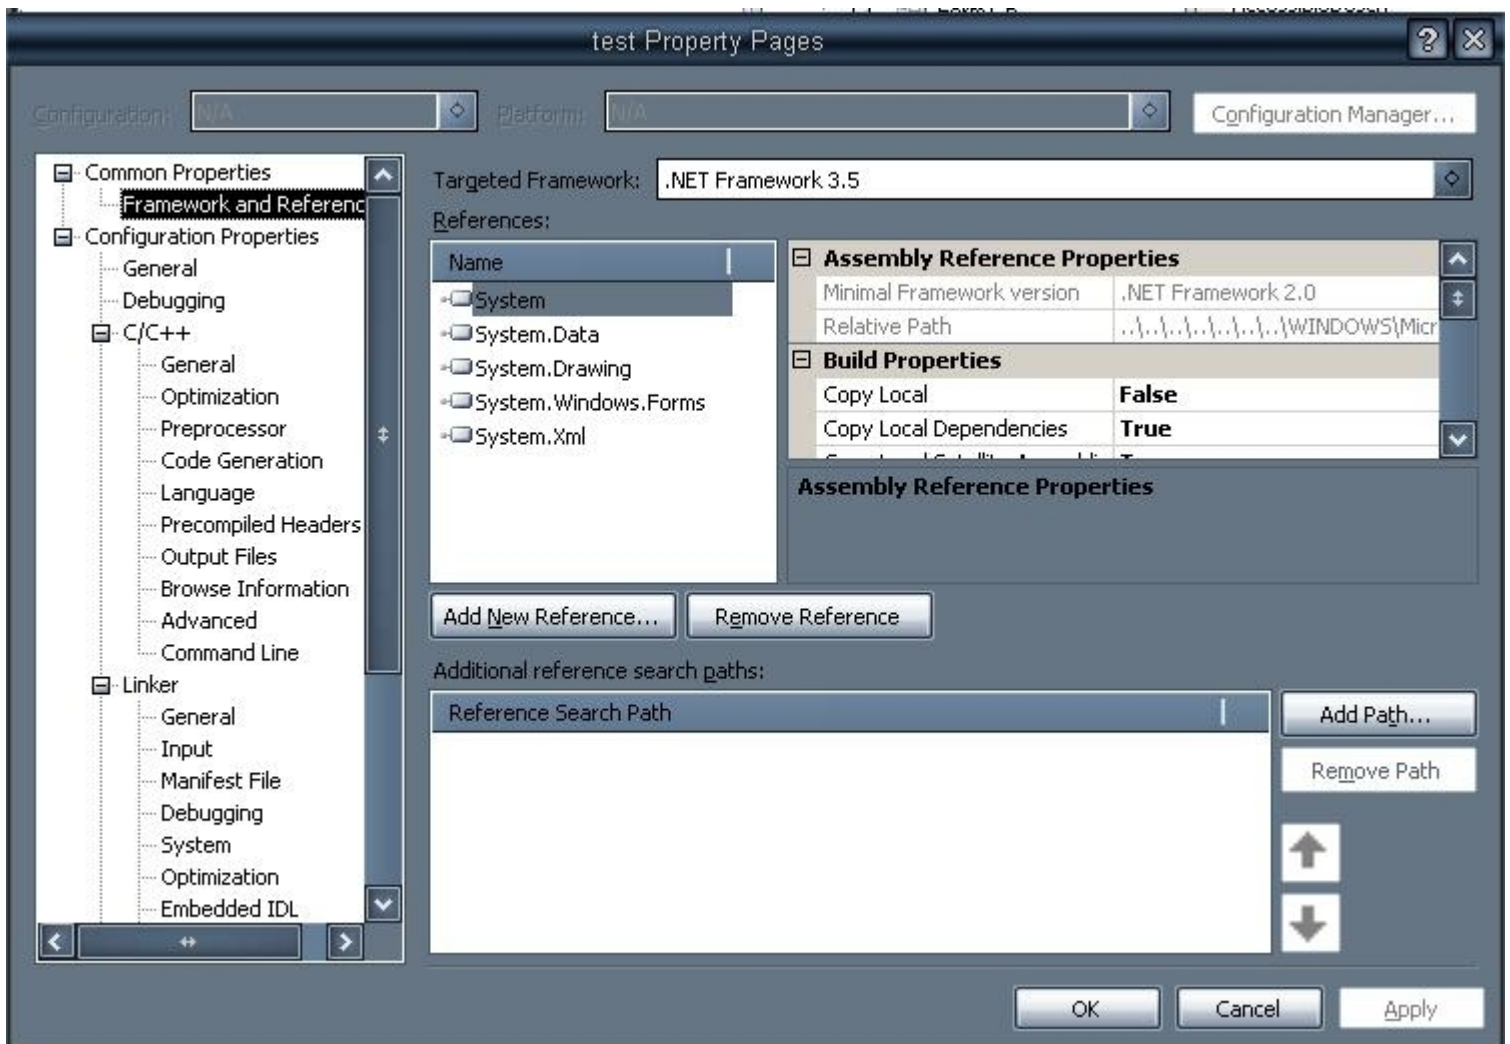 test Property Pages
Configuration: N/A Platform: N/A Configuration Manager...
Common Properties
Framework and Referenc
Configuration Properties
General
Debugging
C/C++
General
Optimization
Preprocessor
Code Generation
Language
Precompiled Headers
Output Files
Browse Information
Advanced
Command Line
Linker
General
Input
Manifest File
Debugging
System
Optimization
Embedded IDL
Targeted Framework: .NET Framework 3.5
References:
Name
System
System.Data
System.Drawing
System.Windows.Forms
System.Xml
Assembly Reference Properties
Minimal Framework version .NET Framework 2.0
Relative Path ..\..\..\..\..\..\WINDOWS\Micr
Build Properties
Copy Local False
Copy Local Dependencies True
Assembly Reference Properties
Add New Reference... Remove Reference
Additional reference search paths:
Reference Search Path
Add Path...
Remove Path
OK Cancel Apply